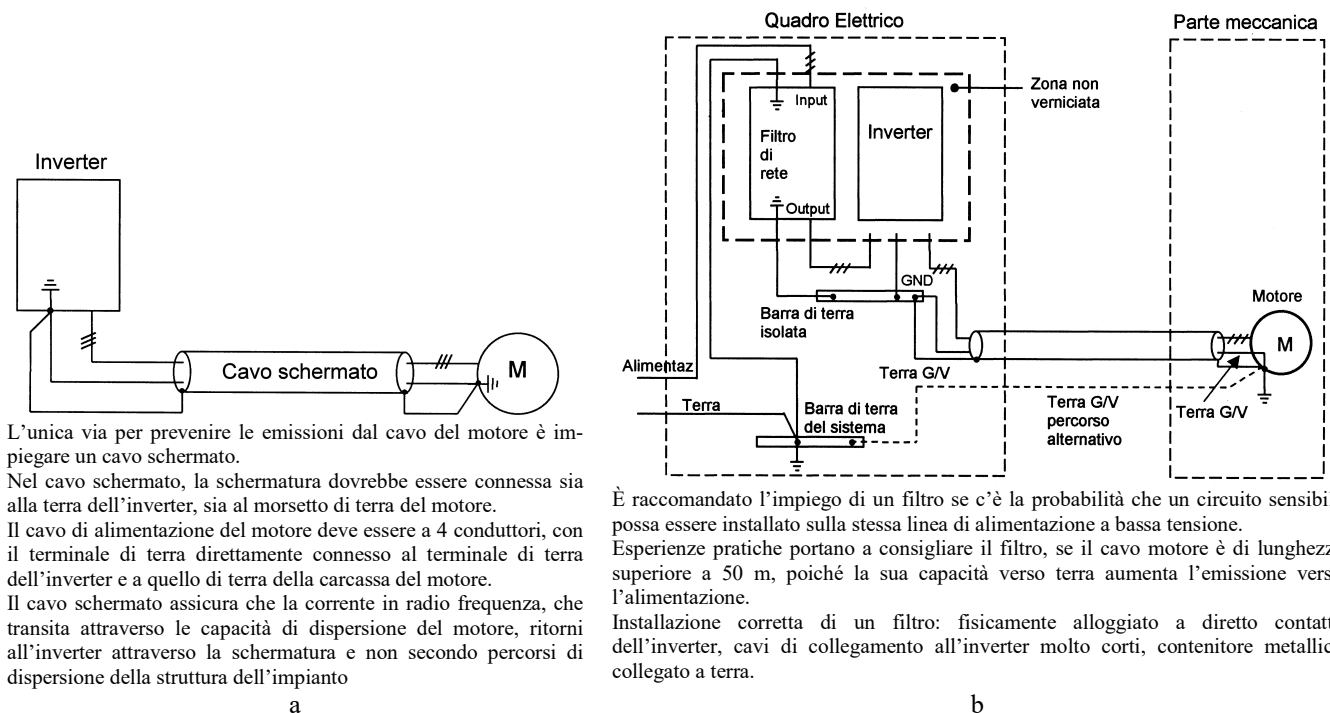 Inverter
Cavo schermato
M
L'unica via per prevenire le emissioni dal cavo del motore è im-
piegare un cavo schermato.
Nel cavo schermato, la schermatura dovrebbe essere connessa sia
alla terra dell'inverter, sia al morsetto di terra del motore.
Il cavo di alimentazione del motore deve essere a 4 conduttori, con
il terminale di terra direttamente connesso al terminale di terra
dell'inverter e a quello di terra della carcassa del motore.
Il cavo schermato assicura che la corrente in radio frequenza, che
transita attraverso le capacità di dispersione del motore, ritorni
all'inverter attraverso la schermatura e non secondo percorsi di
dispersione della struttura dell'impianto
a
Quadro Elettrico
Parte meccanica
Input
Filtro
di
rete
Output
Inverter
Zona non
verniciata
GND
Barra di terra
isolata
Motore
M
Alimentaz
Terra G/V
Terra
Barra di terra
del sistema
Terra G/V
percorso
alternativo
Terra G/V
È raccomandato l'impiego di un filtro se c'è la probabilità che un circuito sensibil
possa essere installato sulla stessa linea di alimentazione a bassa tensione.
Esperienze pratiche portano a consigliare il filtro, se il cavo motore è di lunghezz
superiore a 50 m, poiché la sua capacità verso terra aumenta l'emissione vers
l'alimentazione.
Installazione corretta di un filtro: fisicamente alloggiato a diretto contatt
dell'inverter, cavi di collegamento all'inverter molto corti, contenitore metallic
collegato a terra.
b